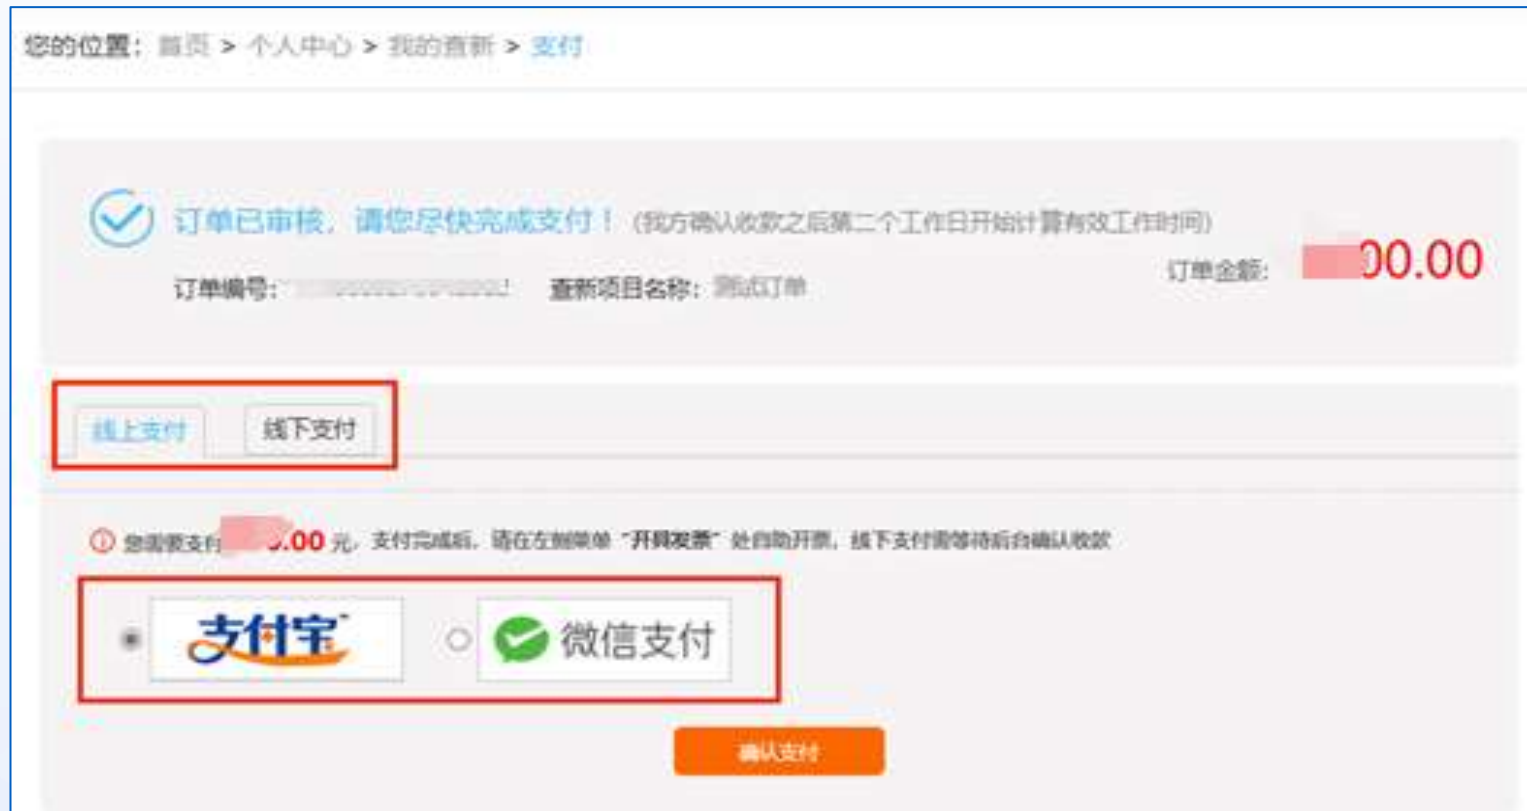 您的位置：首页 > 个人中心 > 我的查新 > 支付
订单已审核，请您尽快完成支付！（我方确认收款之后第二个工作日开始计算有效工作时间）
订单编号： 查新项目名称：测试订单
订单金额： 00.00
线上支付 线下支付
您需要支付 .00 元，支付完成后，请在左侧菜单“开具发票”处自助开票，线下支付需等待后台确认收款
支付宝 微信支付
确认支付